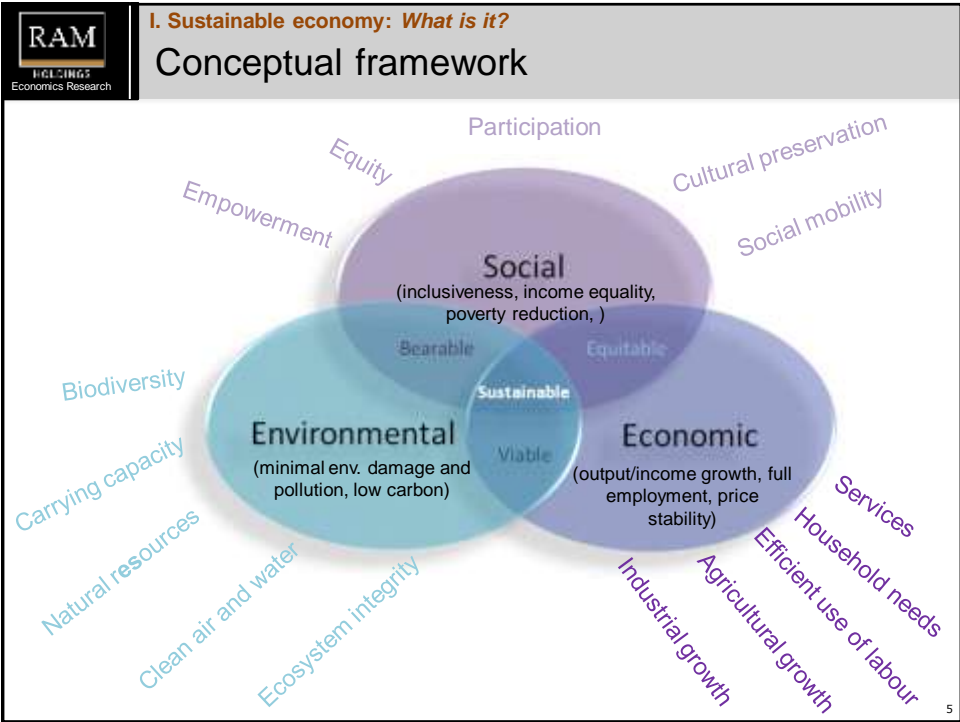 RAM
HOLDINGS
Economics Research
I. Sustainable economy: What is it?
Conceptual framework
Participation
Equity
Empowerment
Cultural preservation
Social mobility
Social
(inclusiveness, income equality,
poverty reduction, )
Bearable
Equitable
Sustainable
Viable
Environmental
(minimal env. damage and
pollution, low carbon)
Economic
(output/income growth, full
employment, price
stability)
Biodiversity
Carrying capacity
Natural resources
Clean air and water
Ecosystem integrity
Services
Household needs
Efficient use of labour
Agricultural growth
Industrial growth
5